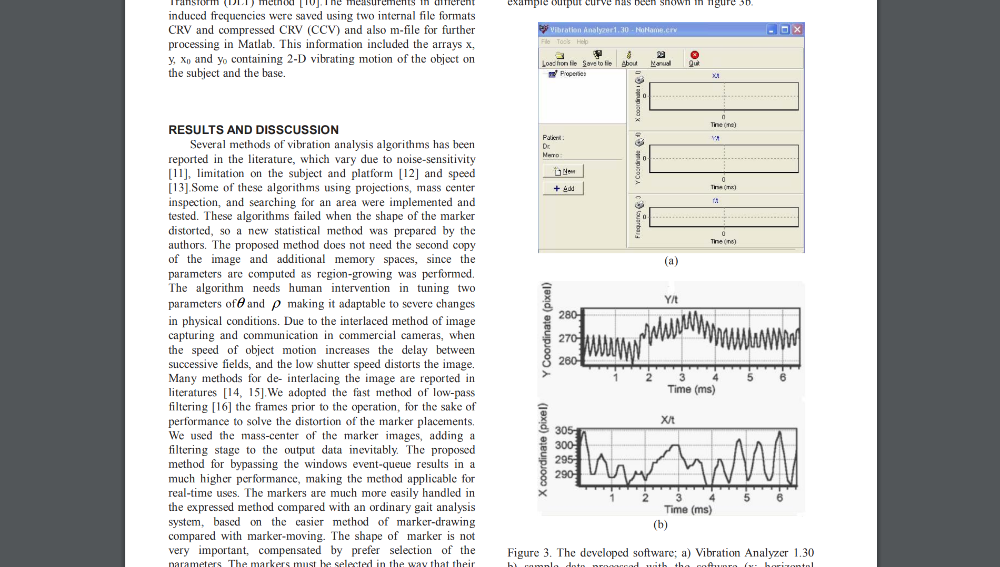 Transform (DLT) method [10].The measurements in different
induced frequencies were saved using two internal file formats
CRV and compressed CRV (CCV) and also m-file for further
processing in Matlab. This information included the arrays x,
y, x₀ and y₀ containing 2-D vibrating motion of the object on
the subject and the base.
RESULTS AND DISSCUSSION
Several methods of vibration analysis algorithms has been
reported in the literature, which vary due to noise-sensitivity
[11], limitation on the subject and platform [12] and speed
[13].Some of these algorithms using projections, mass center
inspection, and searching for an area were implemented and
tested. These algorithms failed when the shape of the marker
distorted, so a new statistical method was prepared by the
authors. The proposed method does not need the second copy
of the image and additional memory spaces, since the
parameters are computed as region-growing was performed.
The algorithm needs human intervention in tuning two
parameters of θ and ρ making it adaptable to severe changes
in physical conditions. Due to the interlaced method of image
capturing and communication in commercial cameras, when
the speed of object motion increases the delay between
successive fields, and the low shutter speed distorts the image.
Many methods for de- interlacing the image are reported in
literatures [14, 15].We adopted the fast method of low-pass
filtering [16] the frames prior to the operation, for the sake of
performance to solve the distortion of the marker placements.
We used the mass-center of the marker images, adding a
filtering stage to the output data inevitably. The proposed
method for bypassing the windows event-queue results in a
much higher performance, making the method applicable for
real-time uses. The markers are much more easily handled in
the expressed method compared with an ordinary gait analysis
system, based on the easier method of marker-drawing
compared with marker-moving. The shape of marker is not
very important, compensated by prefer selection of the
parameters. The markers must be selected in the way that their
example output curve has been shown in figure 3b.
Vibration Analyzer1.30 - NoName.crv
File Tools Help
Load from file Save to file About Manuall Quit
Properties
Patient :
Dr:
Memo :
New
Add
X/t
X coordinate
0
0
Time (ms)
Y/t
Y Coordinate
0
0
Time (ms)
f/t
Frequency
0
0
Time (ms)
(a)
Y/t
Y Coordinate (pixel)
280
270
260
1 2 3 4 5 6
Time (ms)
X/t
X coordinate (pixel)
305
300
295
290
1 2 3 4 5 6
Time (ms)
(b)
Figure 3. The developed software; a) Vibration Analyzer 1.30
b) sample data processed with the software (x: horizontal